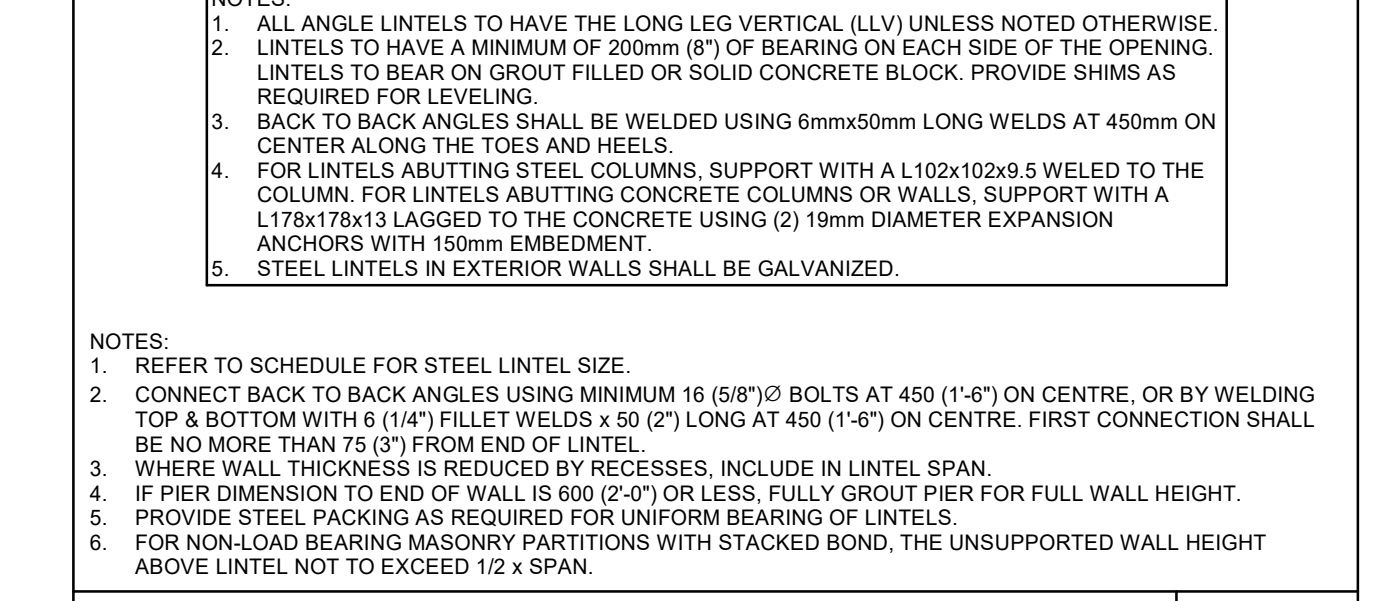 NOTES:
1. ALL ANGLE LINTELS TO HAVE THE LONG LEG VERTICAL (LLV) UNLESS NOTED OTHERWISE.
2. LINTELS TO HAVE A MINIMUM OF 200mm (8") OF BEARING ON EACH SIDE OF THE OPENING.
LINTELS TO BEAR ON GROUT FILLED OR SOLID CONCRETE BLOCK. PROVIDE SHIMS AS
REQUIRED FOR LEVELING.
3. BACK TO BACK ANGLES SHALL BE WELDED USING 6mmx50mm LONG WELDS AT 450mm ON
CENTER ALONG THE TOES AND HEELS.
4. FOR LINTELS ABUTTING STEEL COLUMNS, SUPPORT WITH A L102x102x9.5 WELED TO THE
COLUMN. FOR LINTELS ABUTTING CONCRETE COLUMNS OR WALLS, SUPPORT WITH A
L178x178x13 LAGGED TO THE CONCRETE USING (2) 19mm DIAMETER EXPANSION
ANCHORS WITH 150mm EMBEDMENT.
5. STEEL LINTELS IN EXTERIOR WALLS SHALL BE GALVANIZED.
NOTES:
1. REFER TO SCHEDULE FOR STEEL LINTEL SIZE.
2. CONNECT BACK TO BACK ANGLES USING MINIMUM 16 (5/8")∅ BOLTS AT 450 (1'-6") ON CENTRE, OR BY WELDING
TOP & BOTTOM WITH 6 (1/4") FILLET WELDS x 50 (2") LONG AT 450 (1'-6") ON CENTRE. FIRST CONNECTION SHALL
BE NO MORE THAN 75 (3") FROM END OF LINTEL.
3. WHERE WALL THICKNESS IS REDUCED BY RECESSES, INCLUDE IN LINTEL SPAN.
4. IF PIER DIMENSION TO END OF WALL IS 600 (2'-0") OR LESS, FULLY GROUT PIER FOR FULL WALL HEIGHT.
5. PROVIDE STEEL PACKING AS REQUIRED FOR UNIFORM BEARING OF LINTELS.
6. FOR NON-LOAD BEARING MASONRY PARTITIONS WITH STACKED BOND, THE UNSUPPORTED WALL HEIGHT
ABOVE LINTEL NOT TO EXCEED 1/2 x SPAN.